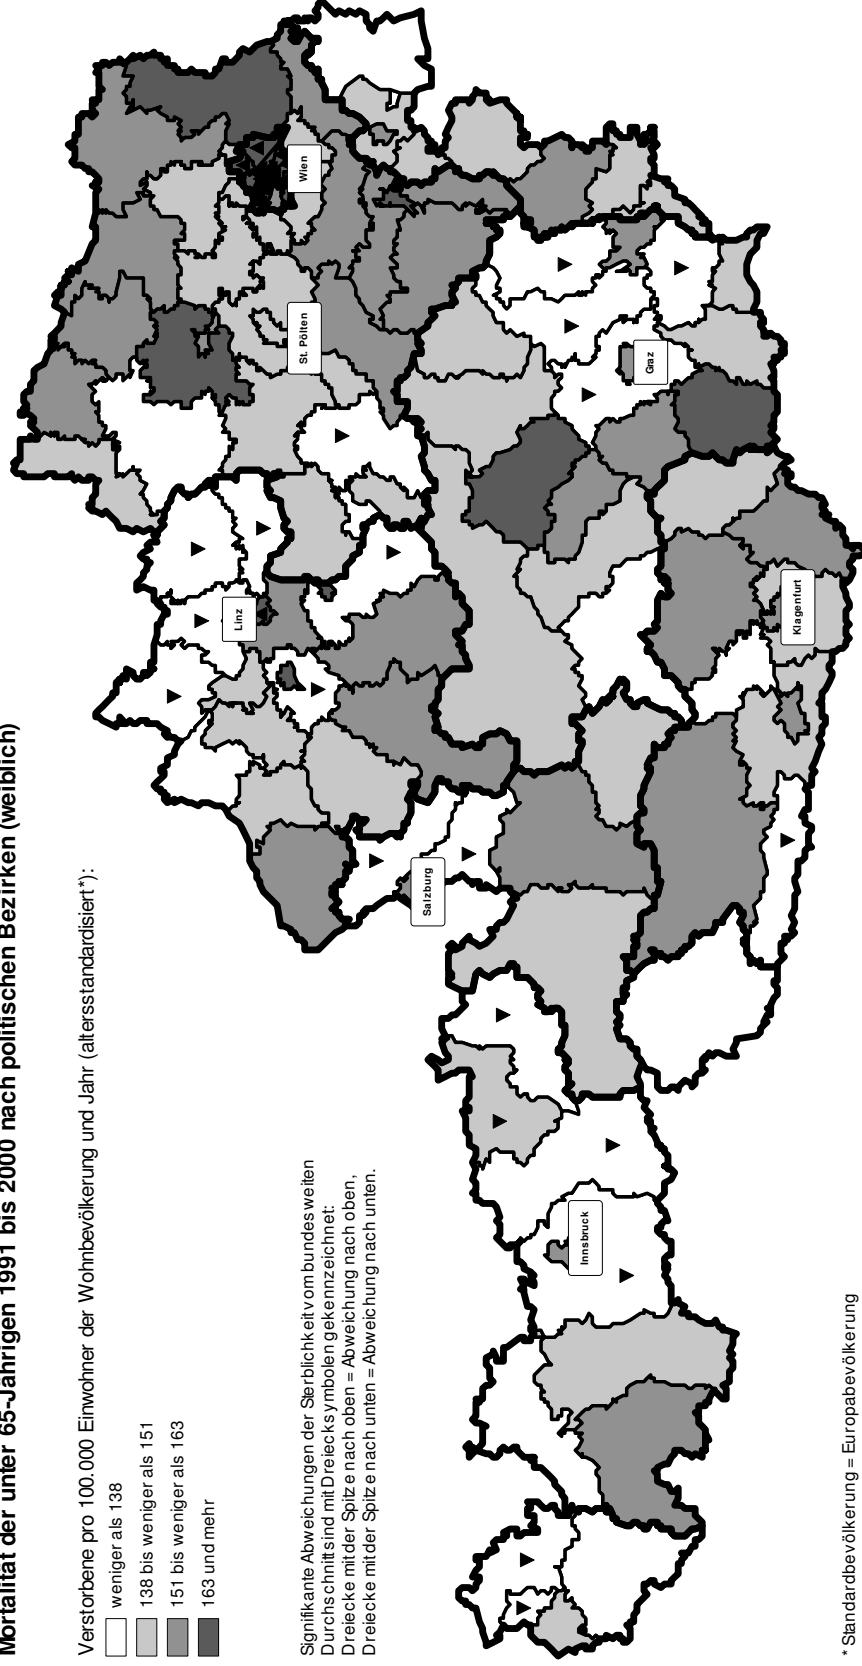 Mortalität der unter 65-Jährigen 1991 bis 2000 nach politischen Bezirken (weiblich)
Verstorbene pro 100.000 Einwohner der Wohnbevölkerung und Jahr (altersstandardisiert*):
weniger als 138
138 bis weniger als 151
151 bis weniger als 163
163 und mehr
Signifikante Abweichungen der Sterblichkeit vom bundesweiten
Durchschnitt sind mit Dreieckssymbolen gekennzeichnet:
Dreiecke mit der Spitze nach oben = Abweichung nach oben,
Dreiecke mit der Spitze nach unten = Abweichung nach unten.
Linz
St. Pölten
Wien
Salzburg
Innsbruck
Graz
Klagenfurt
* Standardbevölkerung = Europabevölkerung